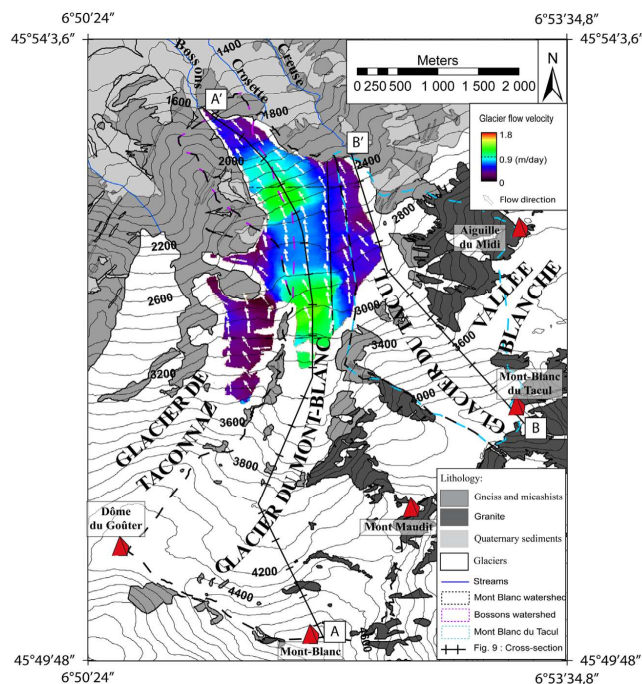 6°50'24"
6°53'34,8"
45°54'3,6"
45°54'3,6"
Meters
0 250 500 1 000 1 500 2 000
N
Glacier flow velocity
1.8
0.9 (m/day)
0
Flow direction
Bossons
Crosette
Creuse
1400
1600
1800
A'
B'
2000
2400
2200
2600
2800
3000
3200
3400
3600
3600
3800
4000
4200
4400
Aiguille
du Midi
VALLÉE
BLANCHE
GLACIER DU TACUL
Mont-Blanc
du Tacul
B
GLACIER DE
TACONNAZ
GLACIER DU MONT-BLANC
Dôme
du Goûter
Mont Maudit
A
Mont-Blanc
Lithology:
Gneiss and micashists
Granite
Quaternary sediments
Glaciers
Streams
Mont Blanc watershed
Bossons watershed
Mont Blanc du Tacul
Fig. 9 : Cross-section
45°49'48"
45°49'48"
6°50'24"
6°53'34,8"